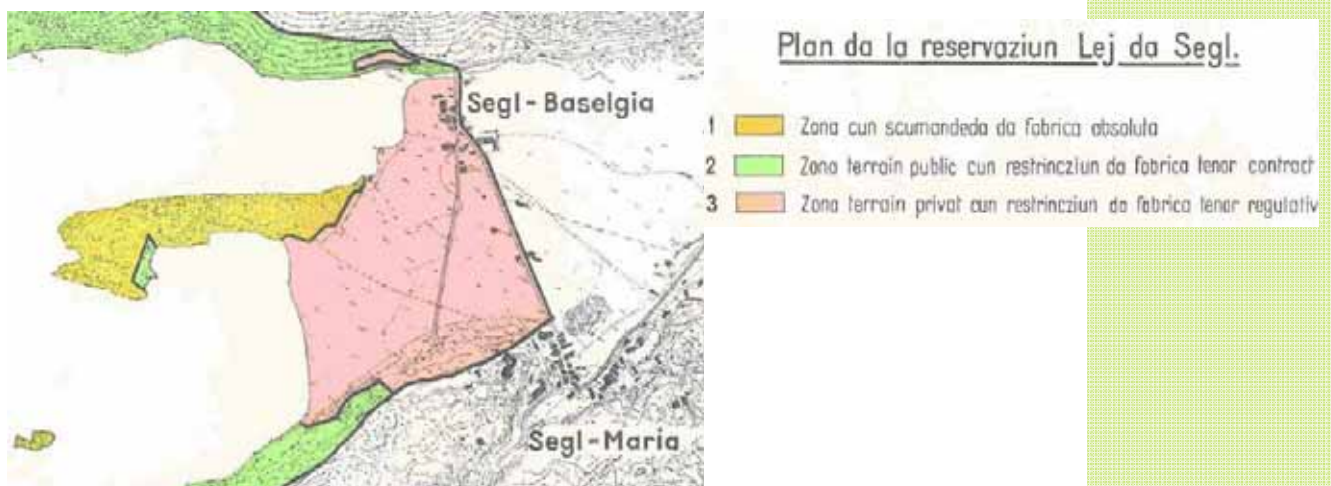 Segl-Baselgia
Segl-Maria
Plan da la reservaziun Lej da Segl.
1 Zona cun scumandeda da fabrica absoluta
2 Zona terrain public cun restrincziun da fabrica tenor contract
3 Zona terrain privat cun restrincziun da fabrica tenor regulativ